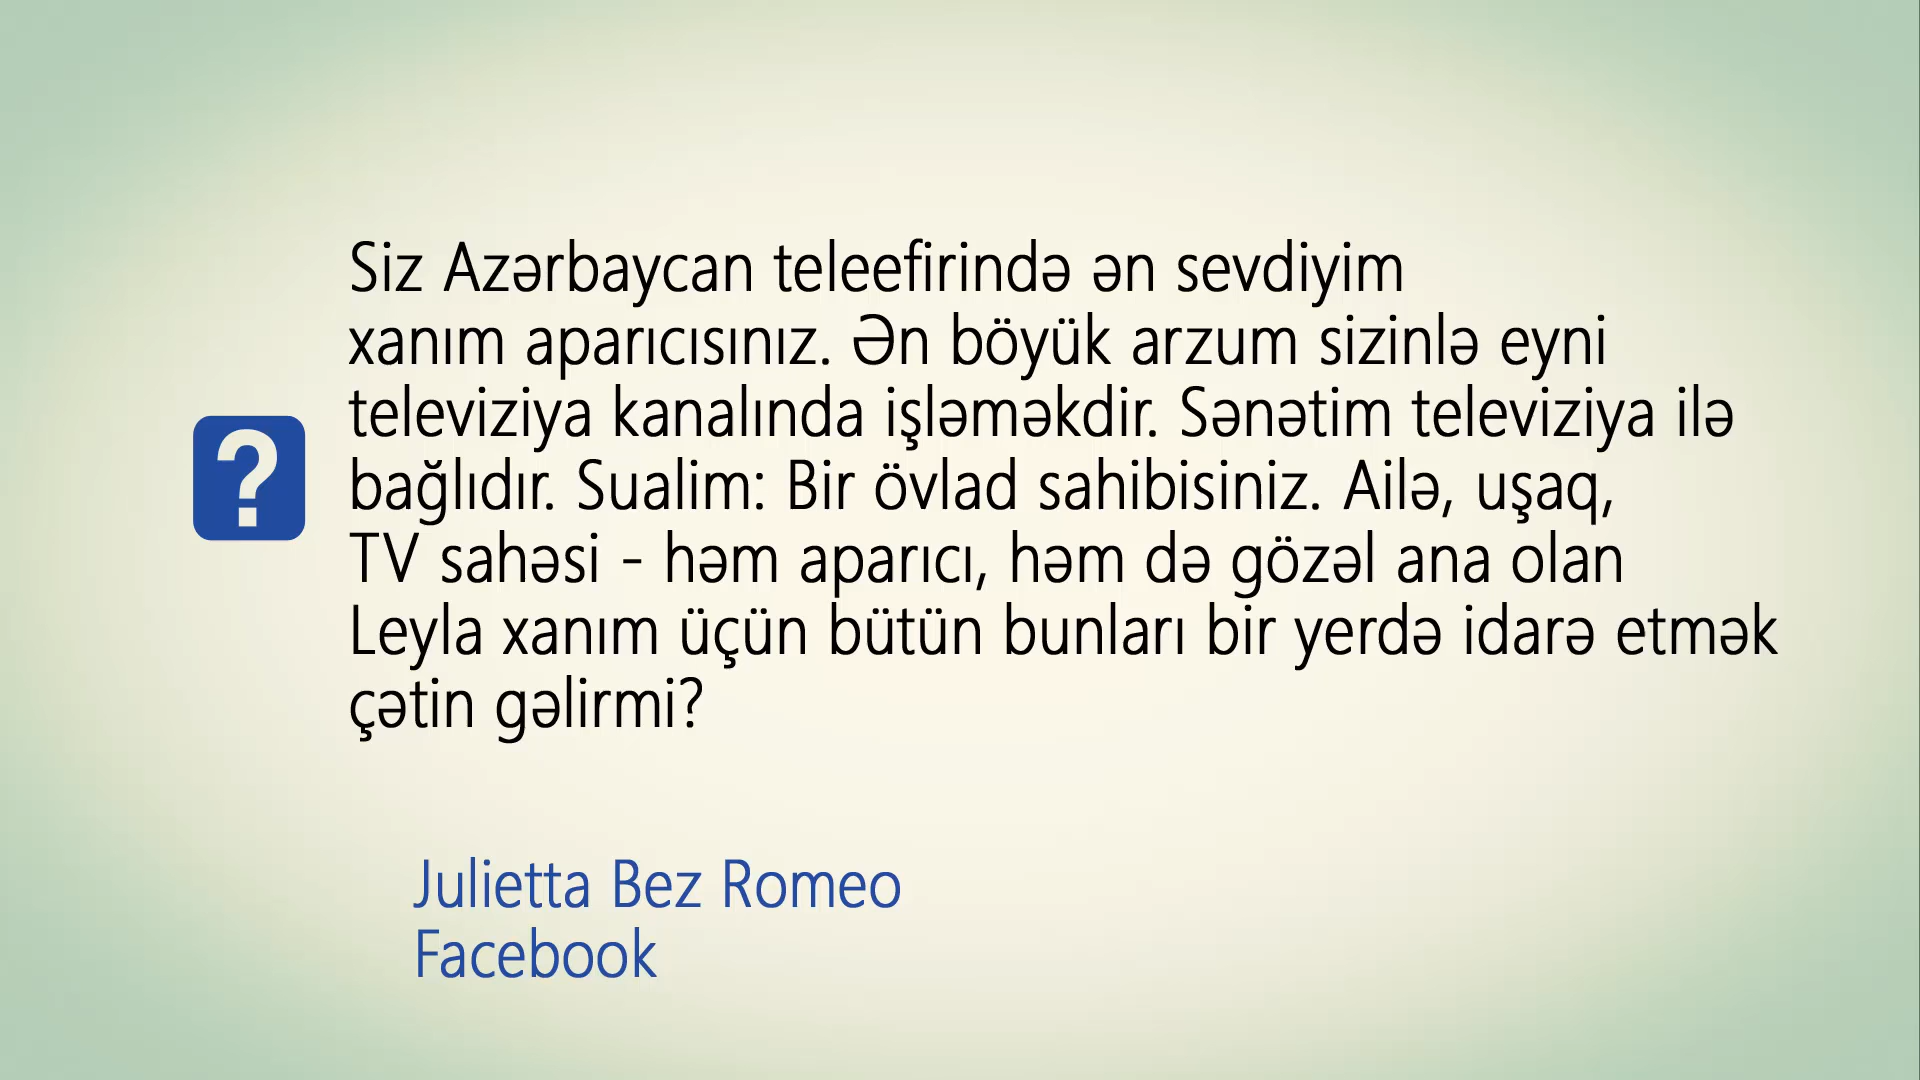 Siz Azərbaycan teleefirində ən sevdiyim
xanım aparıcısınız. Ən böyük arzum sizinlə eyni
televiziya kanalında işləməkdir. Sənətim televiziya ilə
bağlıdır. Sualim: Bir övlad sahibisiniz. Ailə, uşaq,
TV sahəsi - həm aparıcı, həm də gözəl ana olan
Leyla xanım üçün bütün bunları bir yerdə idarə etmək
çətin gəlirmi?
?
Julietta Bez Romeo
Facebook